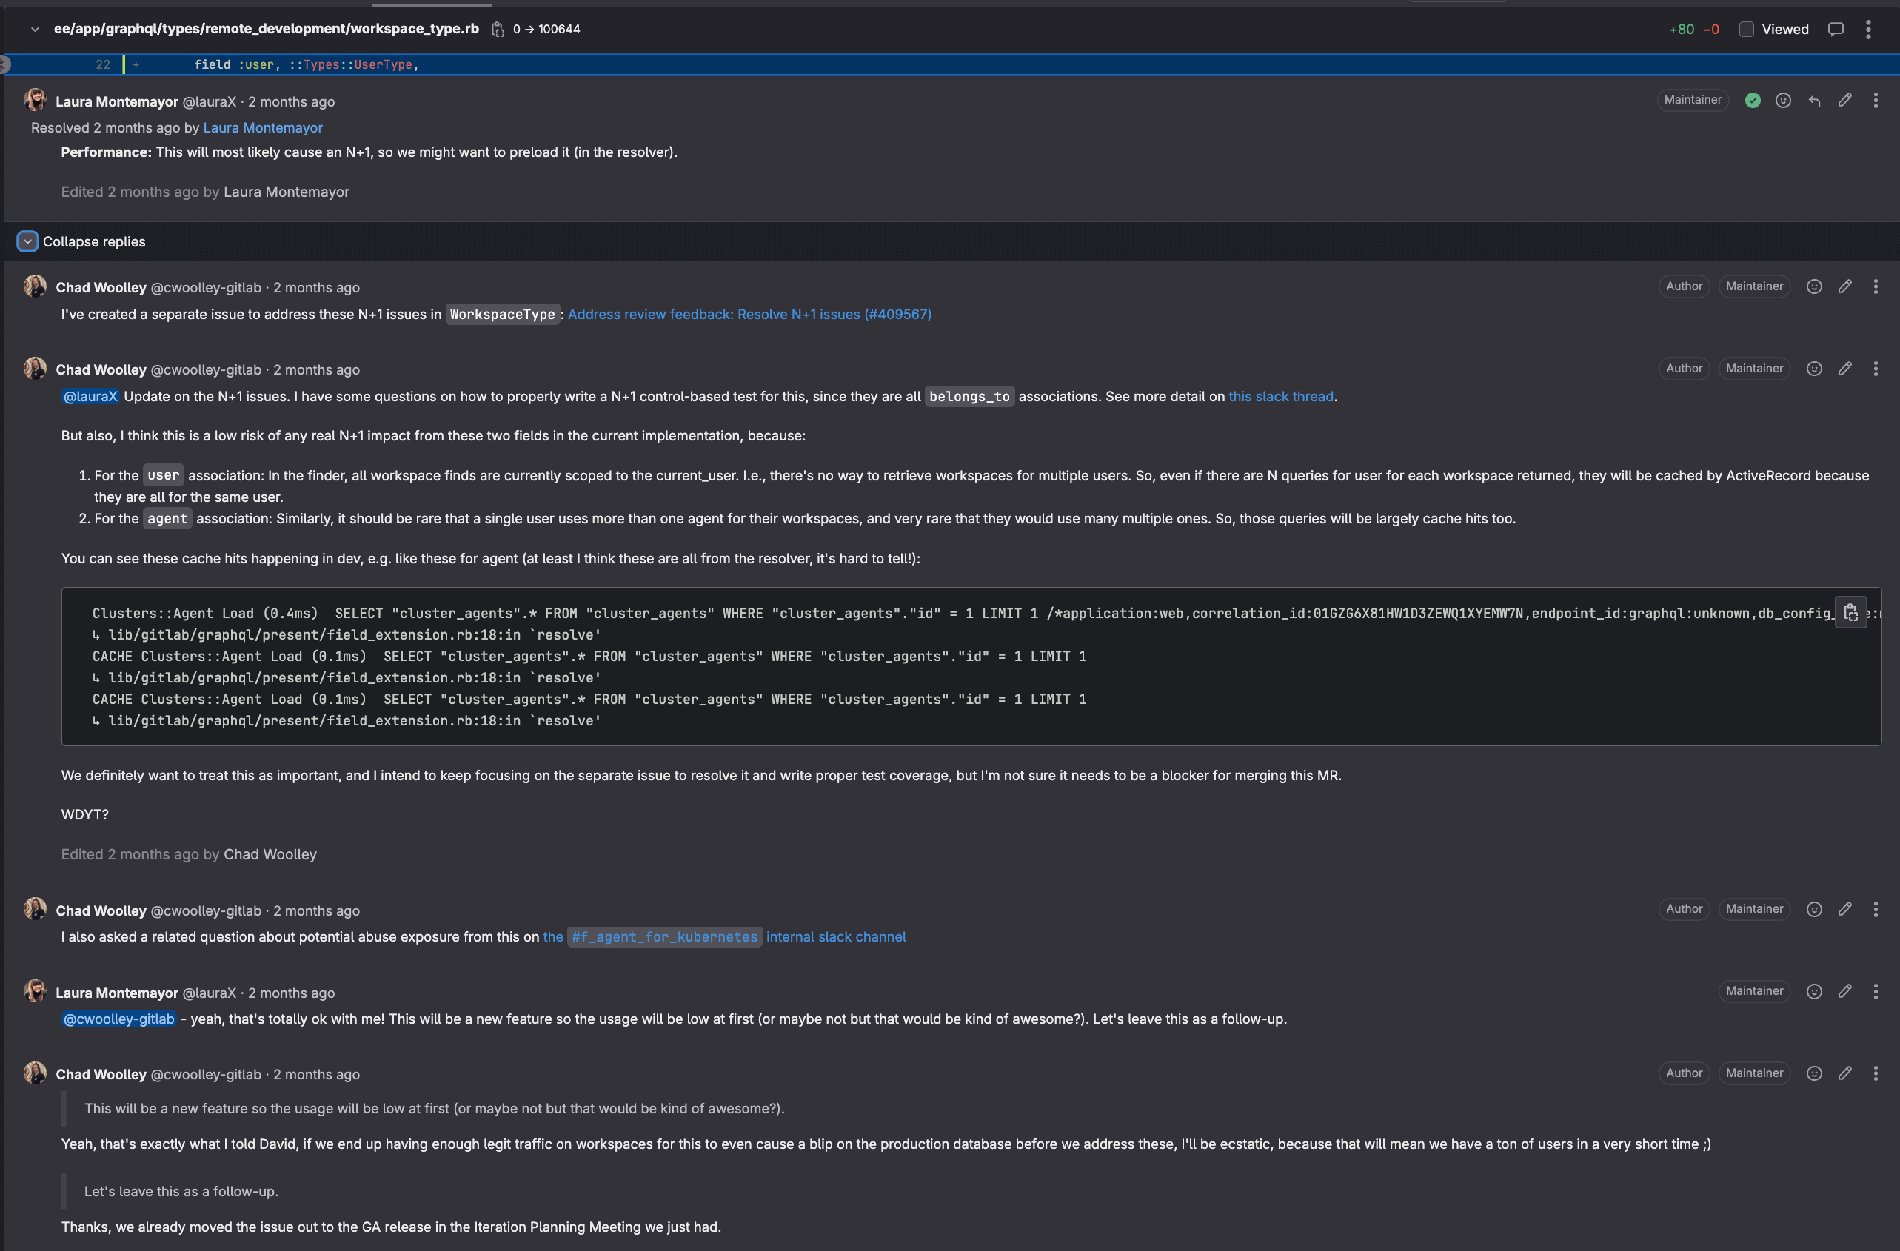 ee/app/graphql/types/remote_development/workspace_type.rb 0 → 100644 +80 −0 Viewed
22 + field :user, ::Types::UserType,
Laura Montemayor @lauraX · 2 months ago Maintainer
Resolved 2 months ago by Laura Montemayor
Performance: This will most likely cause an N+1, so we might want to preload it (in the resolver).
Edited 2 months ago by Laura Montemayor
Collapse replies
Chad Woolley @cwoolley-gitlab · 2 months ago Author Maintainer
I've created a separate issue to address these N+1 issues in WorkspaceType: Address review feedback: Resolve N+1 issues (#409567)
Chad Woolley @cwoolley-gitlab · 2 months ago Author Maintainer
@lauraX Update on the N+1 issues. I have some questions on how to properly write a N+1 control-based test for this, since they are all belongs_to associations. See more detail on this slack thread.
But also, I think this is a low risk of any real N+1 impact from these two fields in the current implementation, because:
1. For the user association: In the finder, all workspace finds are currently scoped to the current_user. I.e., there's no way to retrieve workspaces for multiple users. So, even if there are N queries for user for each workspace returned, they will be cached by ActiveRecord because
they are all for the same user.
2. For the agent association: Similarly, it should be rare that a single user uses more than one agent for their workspaces, and very rare that they would use many multiple ones. So, those queries will be largely cache hits too.
You can see these cache hits happening in dev, e.g. like these for agent (at least I think these are all from the resolver, it's hard to tell!):
Clusters::Agent Load (0.4ms)  SELECT "cluster_agents".* FROM "cluster_agents" WHERE "cluster_agents"."id" = 1 LIMIT 1 /*application:web,correlation_id:01GZG6X81HW1D3ZEWQ1XYEMW7N,endpoint_id:graphql:unknown,db_config_
↳ lib/gitlab/graphql/present/field_extension.rb:18:in `resolve'
CACHE Clusters::Agent Load (0.1ms)  SELECT "cluster_agents".* FROM "cluster_agents" WHERE "cluster_agents"."id" = 1 LIMIT 1
↳ lib/gitlab/graphql/present/field_extension.rb:18:in `resolve'
CACHE Clusters::Agent Load (0.1ms)  SELECT "cluster_agents".* FROM "cluster_agents" WHERE "cluster_agents"."id" = 1 LIMIT 1
↳ lib/gitlab/graphql/present/field_extension.rb:18:in `resolve'
We definitely want to treat this as important, and I intend to keep focusing on the separate issue to resolve it and write proper test coverage, but I'm not sure it needs to be a blocker for merging this MR.
WDYT?
Edited 2 months ago by Chad Woolley
Chad Woolley @cwoolley-gitlab · 2 months ago Author Maintainer
I also asked a related question about potential abuse exposure from this on the #f_agent_for_kubernetes internal slack channel
Laura Montemayor @lauraX · 2 months ago Maintainer
@cwoolley-gitlab - yeah, that's totally ok with me! This will be a new feature so the usage will be low at first (or maybe not but that would be kind of awesome?). Let's leave this as a follow-up.
Chad Woolley @cwoolley-gitlab · 2 months ago Author Maintainer
This will be a new feature so the usage will be low at first (or maybe not but that would be kind of awesome?).
Yeah, that's exactly what I told David, if we end up having enough legit traffic on workspaces for this to even cause a blip on the production database before we address these, I'll be ecstatic, because that will mean we have a ton of users in a very short time ;)
Let's leave this as a follow-up.
Thanks, we already moved the issue out to the GA release in the Iteration Planning Meeting we just had.